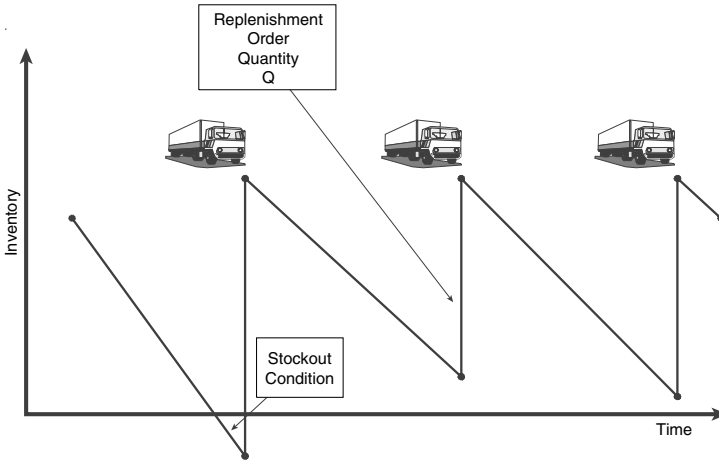 Replenishment
Order
Quantity
Q
Inventory
Stockout
Condition
Time